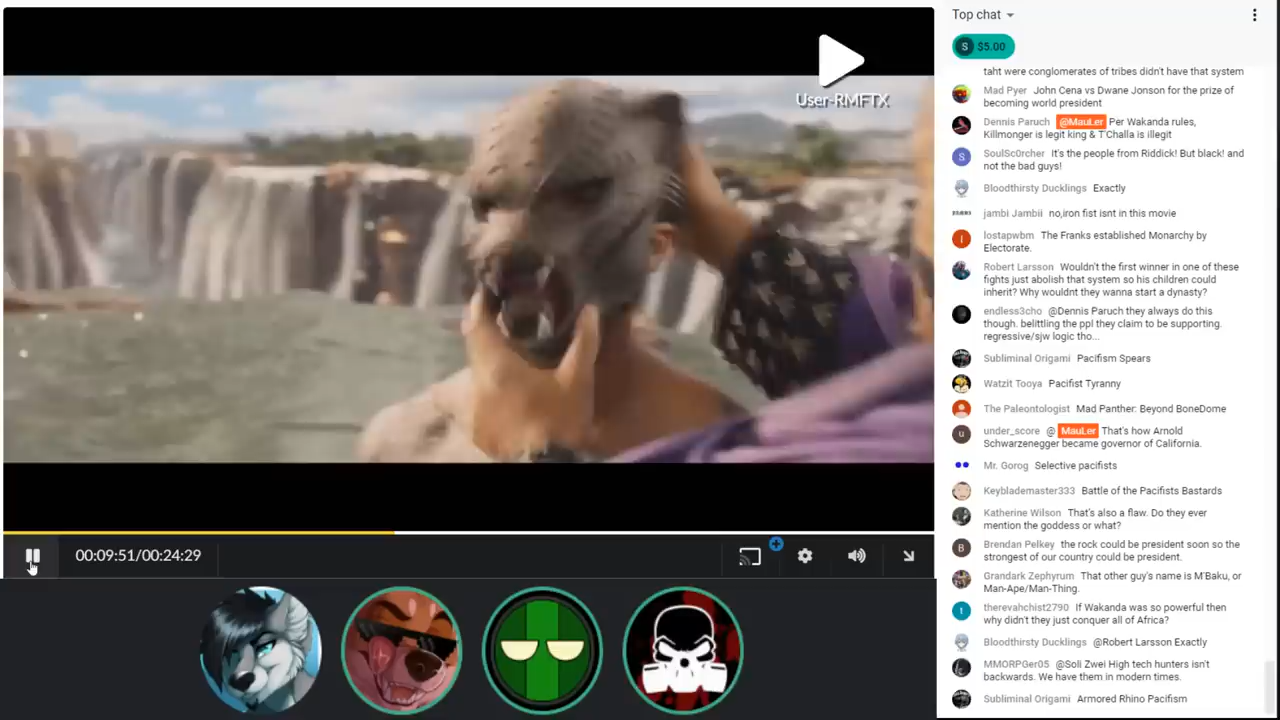 User-RMFTX
00:09:51/00:24:29
Top chat
S $5.00
taht were conglomerates of tribes didn't have that system
Mad Pyer John Cena vs Dwane Jonson for the prize of
becoming world president
Dennis Paruch @MauLer Per Wakanda rules,
Killmonger is legit king & T'Challa is illegit
S
SoulSc0rcher It's the people from Riddick! But black! and
not the bad guys!
Bloodthirsty Ducklings Exactly
jambi Jambii no,iron fist isnt in this movie
l
lostapwbm The Franks established Monarchy by
Electorate.
Robert Larsson Wouldn't the first winner in one of these
fights just abolish that system so his children could
inherit? Why wouldnt they wanna start a dynasty?
endless3cho @Dennis Paruch they always do this
though. belittling the ppl they claim to be supporting.
regressive/sjw logic tho...
Subliminal Origami Pacifism Spears
Watzit Tooya Pacifist Tyranny
The Paleontologist Mad Panther: Beyond BoneDome
u
under_score @ MauLer That's how Arnold
Schwarzenegger became governor of California.
Mr. Gorog Selective pacifists
Keyblademaster333 Battle of the Pacifists Bastards
Katherine Wilson That's also a flaw. Do they ever
mention the goddess or what?
B
Brendan Pelkey the rock could be president soon so the
strongest of our country could be president.
Grandark Zephyrum That other guy's name is M'Baku, or
Man-Ape/Man-Thing.
t
therevahchist2790 If Wakanda was so powerful then
why didn't they just conquer all of Africa?
Bloodthirsty Ducklings @Robert Larsson Exactly
MMORPGer05 @Soli Zwei High tech hunters isn't
backwards. We have them in modern times.
Subliminal Origami Armored Rhino Pacifism